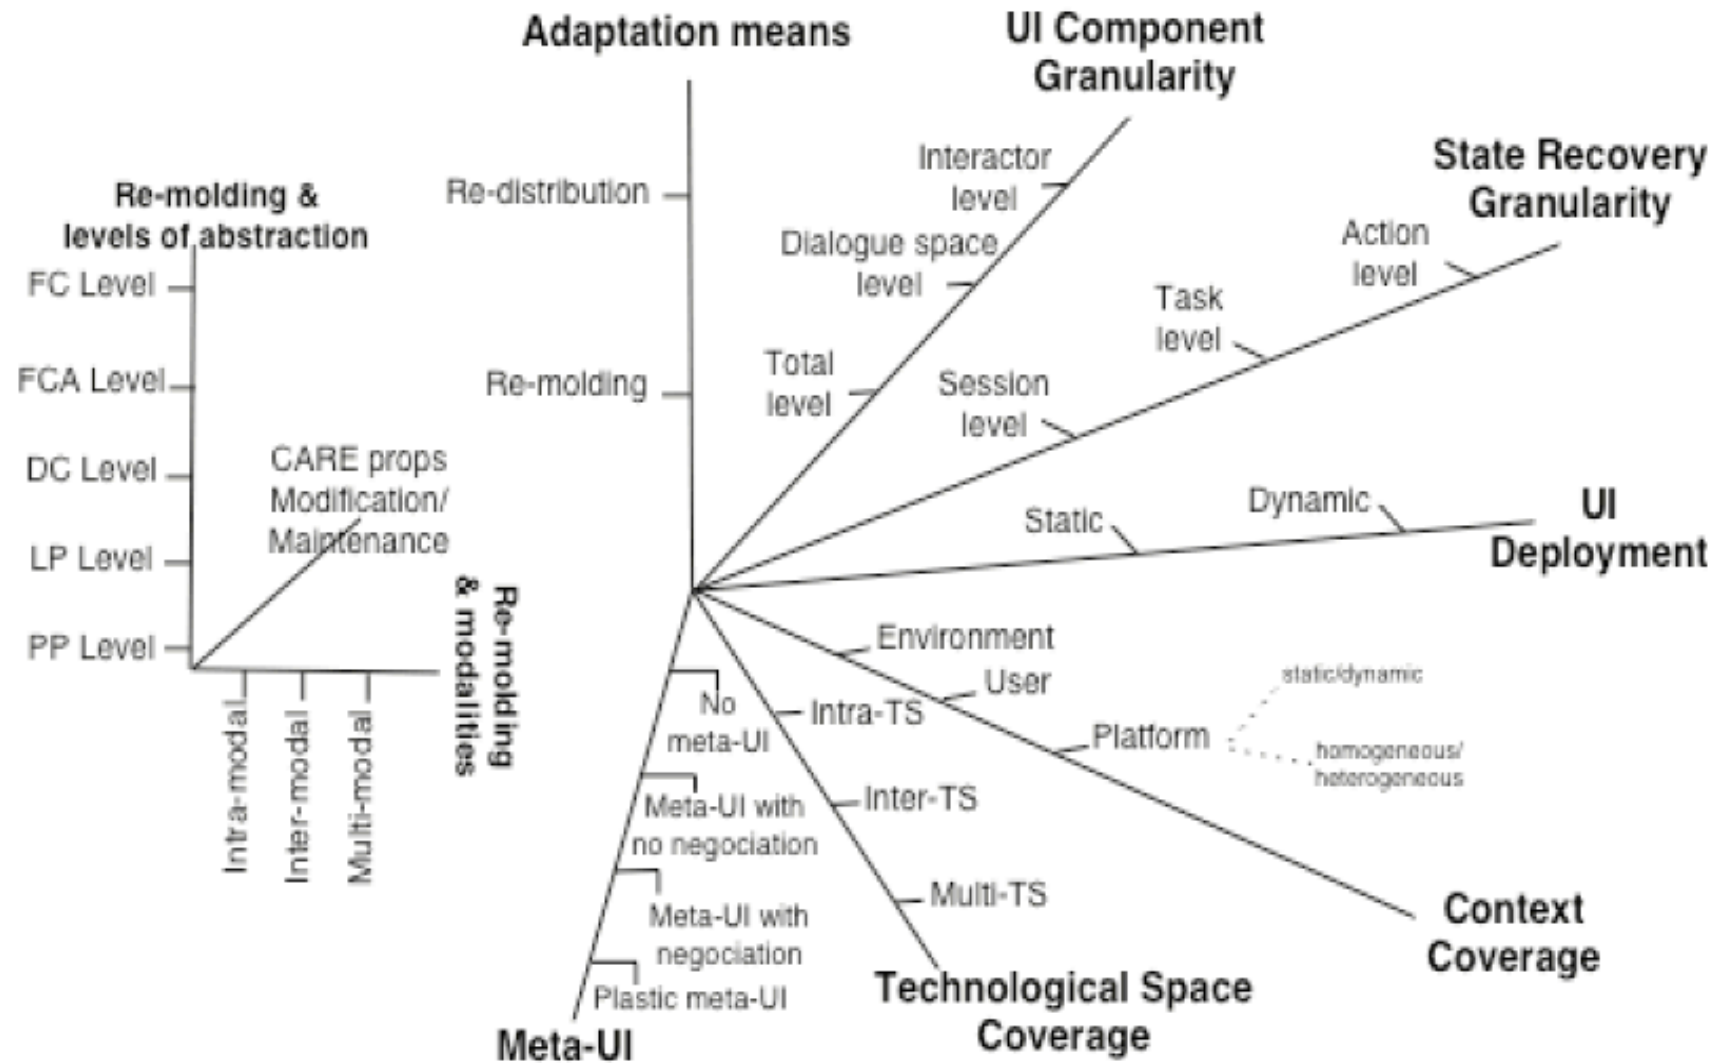 Adaptation means
Re-distribution
Re-molding
UI Component
Granularity
Interactor
level
Dialogue space
level
Total
level
State Recovery
Granularity
Action
level
Task
level
Session
level
UI
Deployment
Static
Dynamic
Re-molding &
levels of abstraction
FC Level
FCA Level
DC Level
LP Level
PP Level
CARE props
Modification/
Maintenance
Re-molding
& modalities
Intra-modal
Inter-modal
Multi-modal
Environment
User
Platform
static/dynamic
homogeneous/
heterogeneous
Context
Coverage
Intra-TS
Inter-TS
Multi-TS
Technological Space
Coverage
No
meta-UI
Meta-UI with
no negociation
Meta-UI with
negociation
Plastic meta-UI
Meta-UI